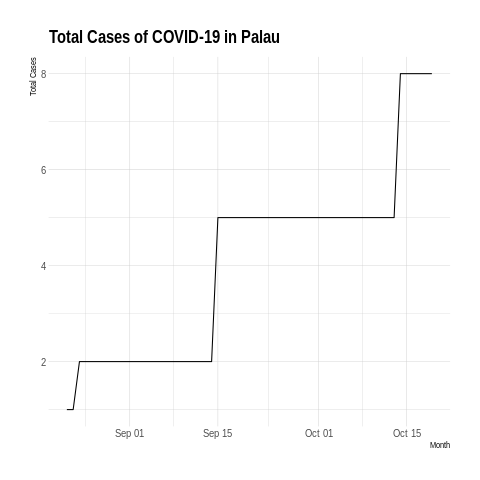 Total Cases of COVID-19 in Palau
Total Cases
8
6
4
2
Sep 01
Sep 15
Oct 01
Oct 15
Month